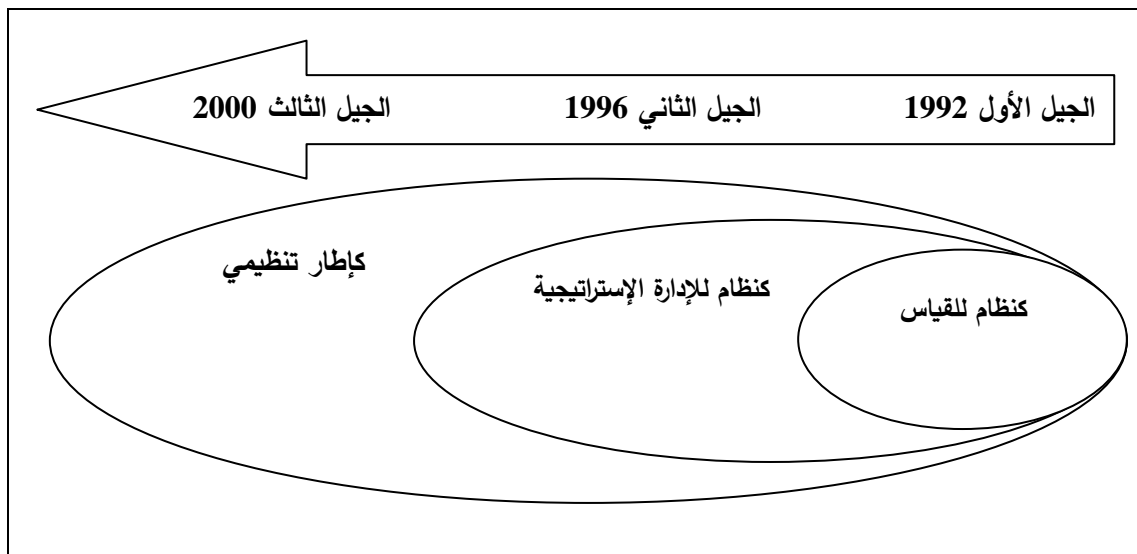 الجيل الأول 1992
الجيل الثاني 1996
الجيل الثالث 2000
كنظام للقياس
كنظام للإدارة الإستراتيجية
كإطار تنظيمي